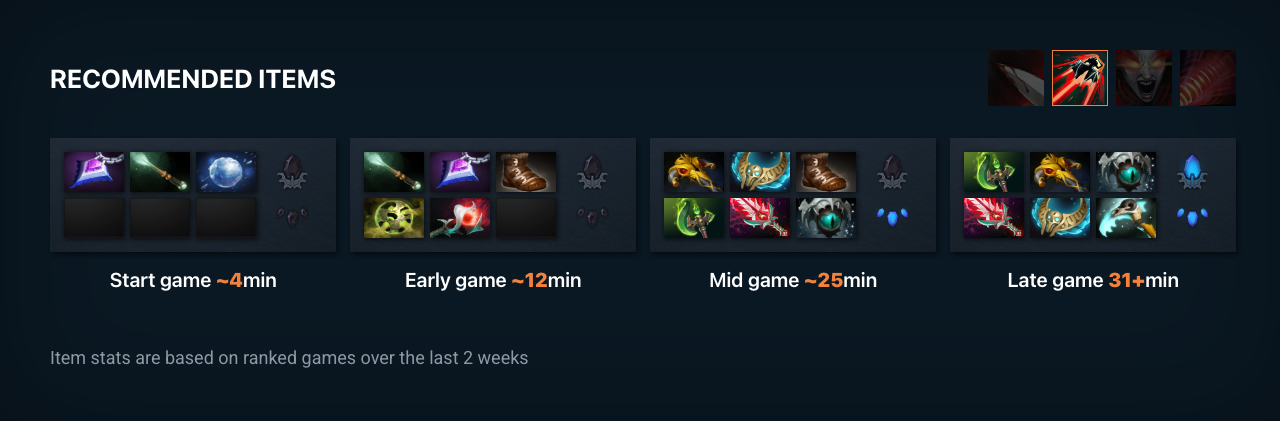 RECOMMENDED ITEMS
Start game ~4min
Early game ~12min
Mid game ~25min
Late game 31+min
Item stats are based on ranked games over the last 2 weeks